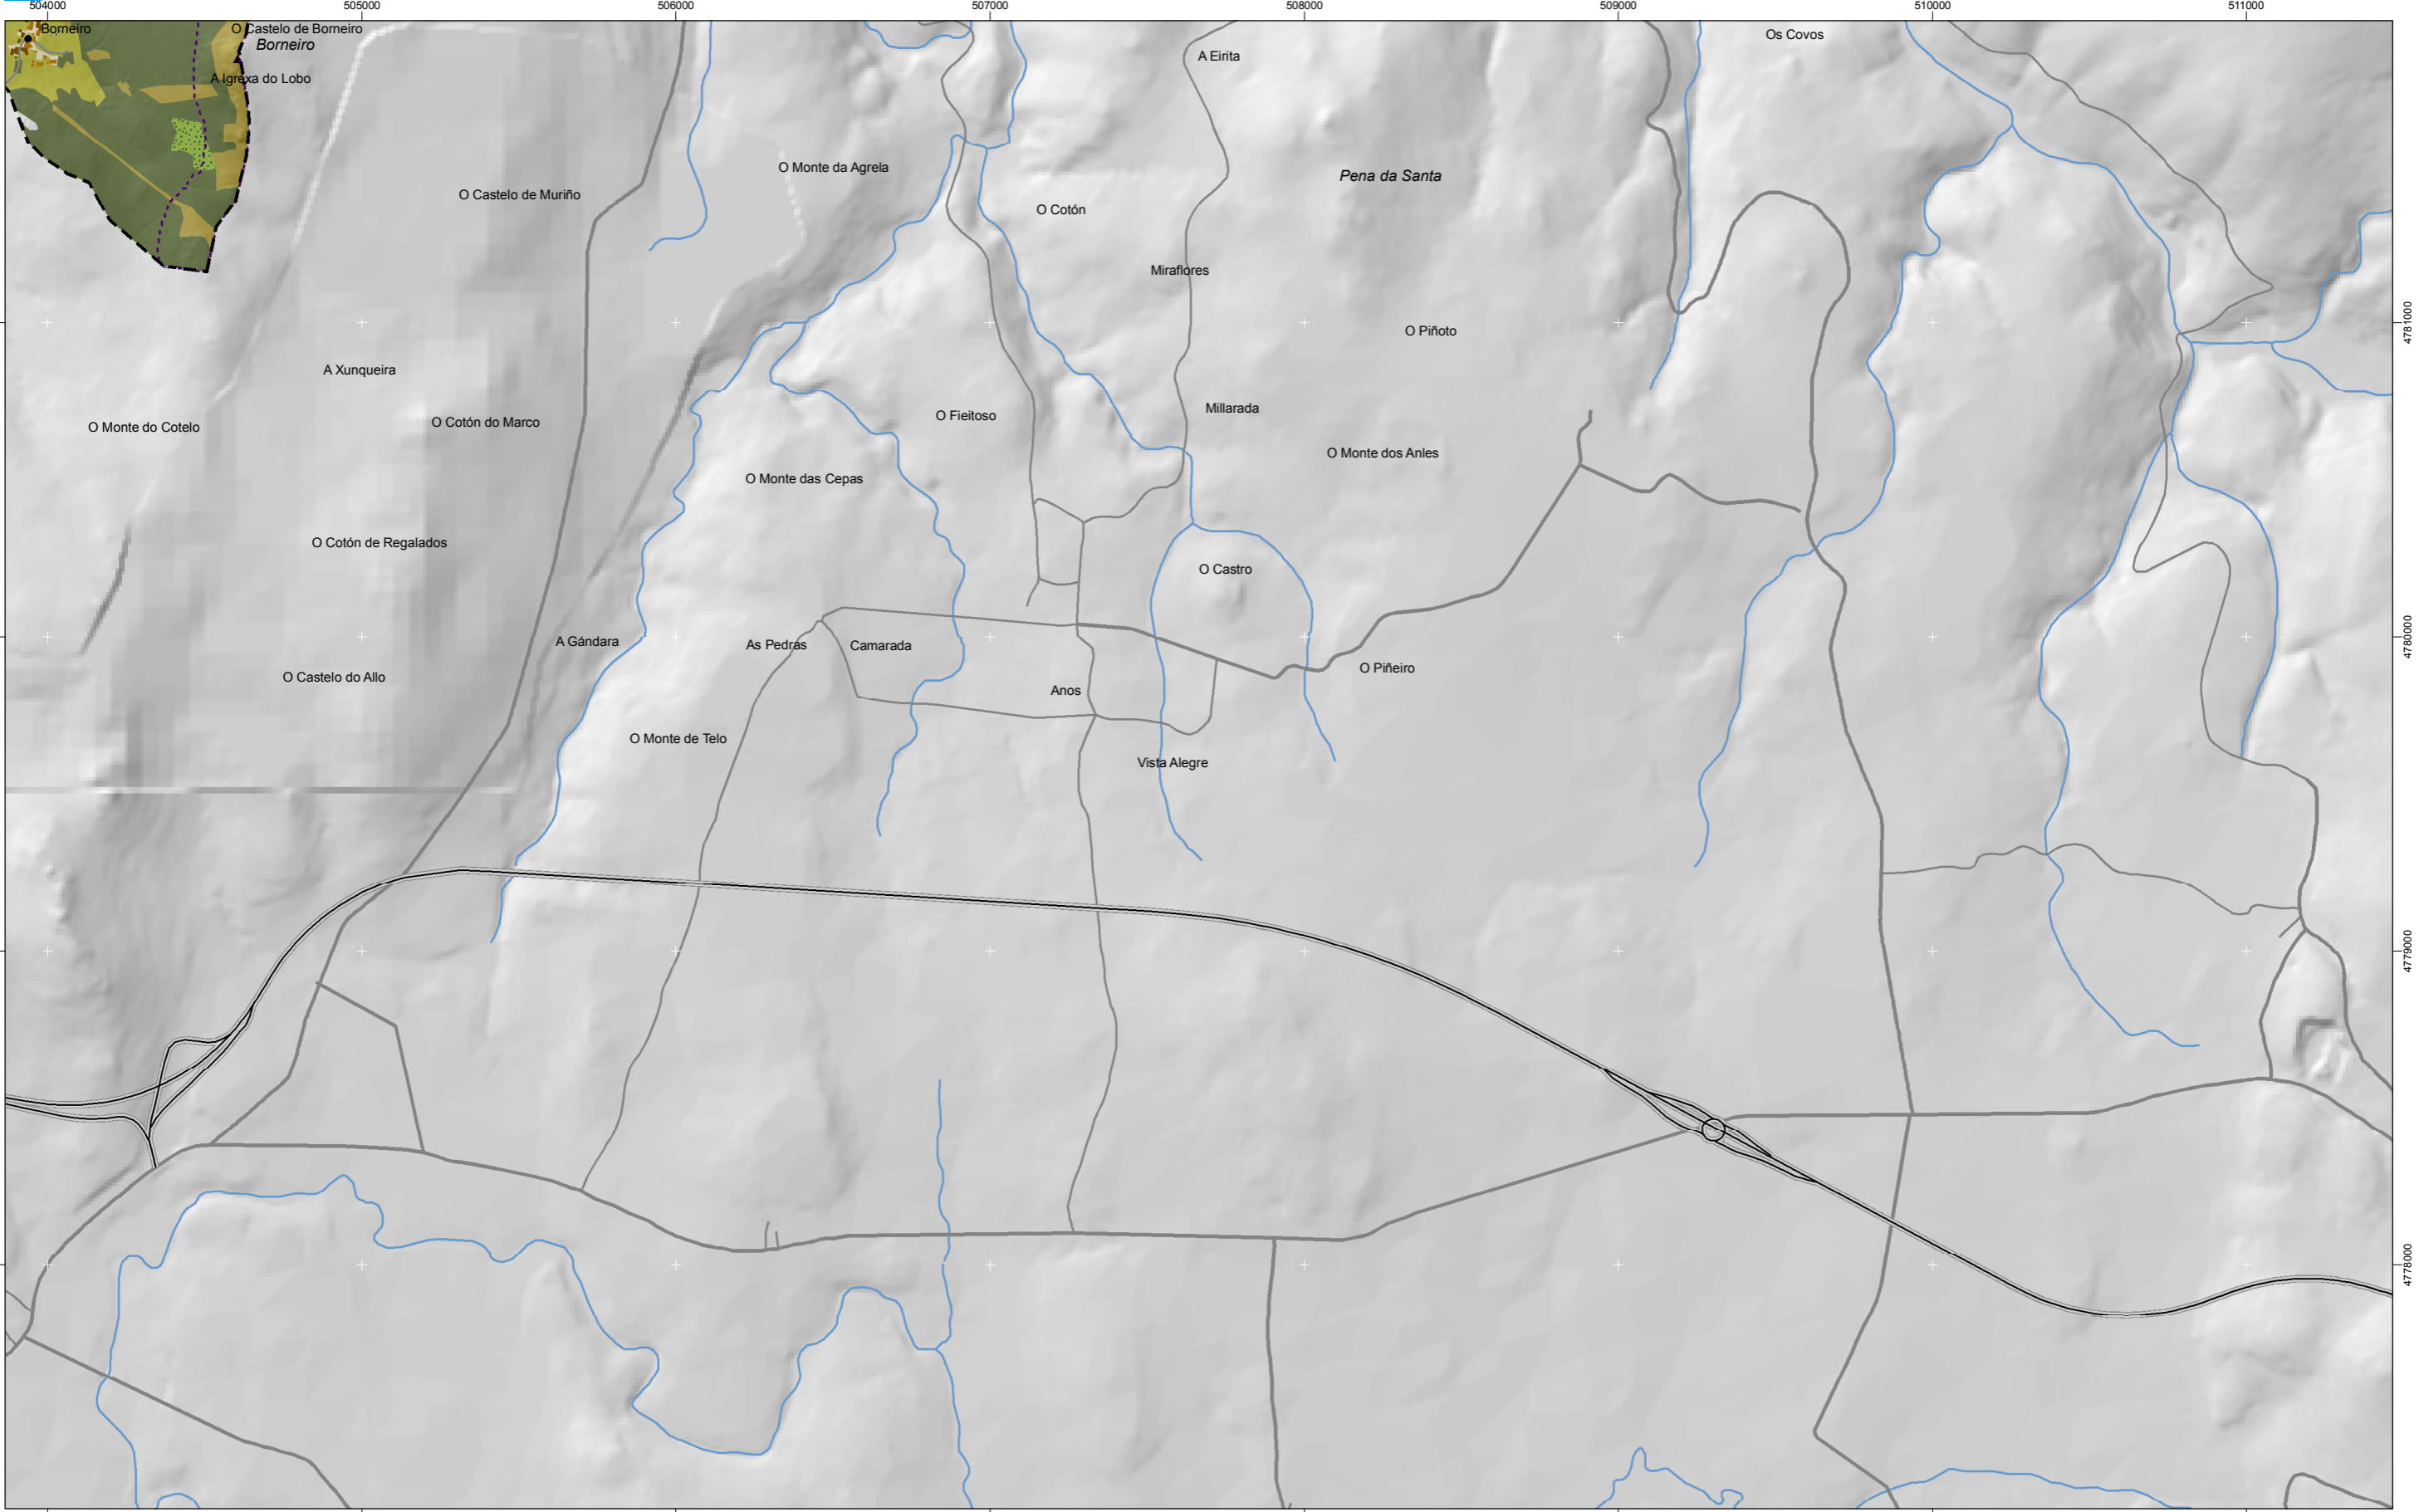 504000 505000 506000 507000 508000 509000 510000 511000
Borneiro
O Castelo de Borneiro
Borneiro
Os Covos
A Eirita
A Igrexa do Lobo
O Monte da Agrela
Pena da Santa
O Castelo de Muriño
O Cotón
Miraflores
4781000
O Piñoto
A Xunqueira
Millarada
O Fieitoso
O Cotón do Marco
O Monte do Cotelo
O Monte dos Anles
O Monte das Cepas
O Cotón de Regalados
O Castro
4780000
A Gándara
As Pedras
Camarada
O Piñeiro
O Castelo do Allo
Anos
O Monte de Telo
Vista Alegre
4779000
4778000